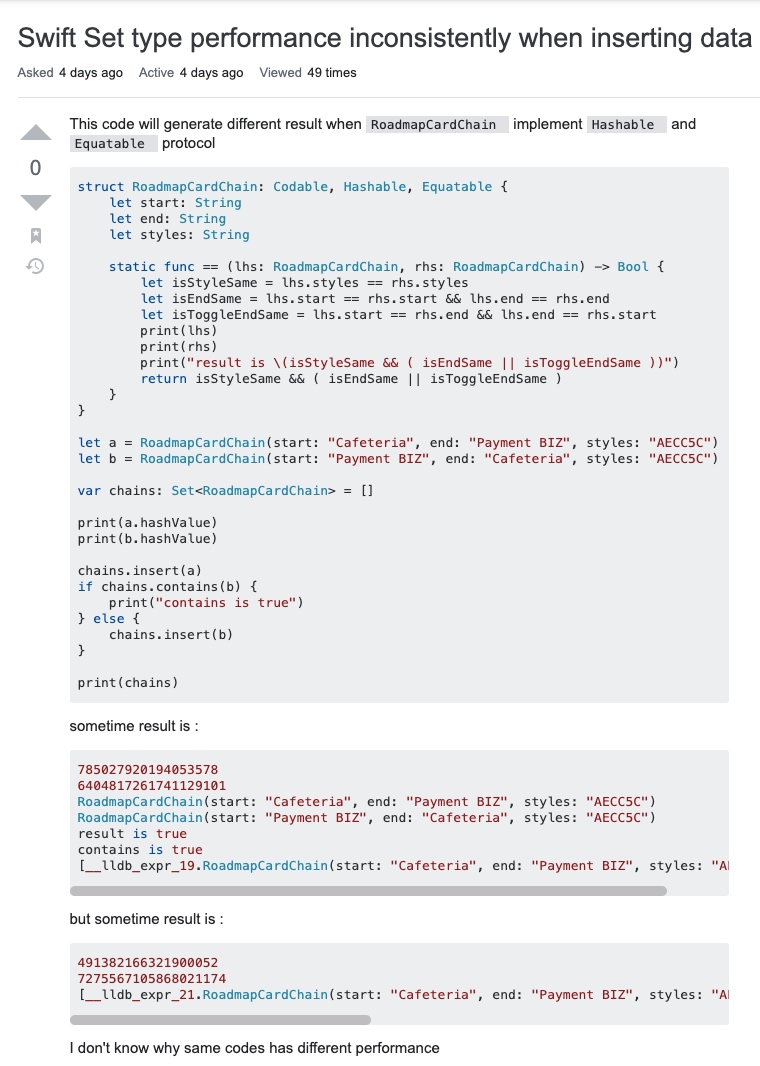 Swift Set type performance inconsistently when inserting data
Asked 4 days ago Active 4 days ago Viewed 49 times
This code will generate different result when RoadmapCardChain implement Hashable and
Equatable protocol
0
struct RoadmapCardChain: Codable, Hashable, Equatable {
    let start: String
    let end: String
    let styles: String
    static func == (lhs: RoadmapCardChain, rhs: RoadmapCardChain) -> Bool {
        let isStyleSame = lhs.styles == rhs.styles
        let isEndSame = lhs.start == rhs.start && lhs.end == rhs.end
        let isToggleEndSame = lhs.start == rhs.end && lhs.end == rhs.start
        print(lhs)
        print(rhs)
        print("result is \(isStyleSame && ( isEndSame || isToggleEndSame ))")
        return isStyleSame && ( isEndSame || isToggleEndSame )
    }
}
let a = RoadmapCardChain(start: "Cafeteria", end: "Payment BIZ", styles: "AECC5C")
let b = RoadmapCardChain(start: "Payment BIZ", end: "Cafeteria", styles: "AECC5C")
var chains: Set<RoadmapCardChain> = []
print(a.hashValue)
print(b.hashValue)
chains.insert(a)
if chains.contains(b) {
    print("contains is true")
} else {
    chains.insert(b)
}
print(chains)
sometime result is :
785027920194053578
6404817261741129101
RoadmapCardChain(start: "Cafeteria", end: "Payment BIZ", styles: "AECC5C")
RoadmapCardChain(start: "Payment BIZ", end: "Cafeteria", styles: "AECC5C")
result is true
contains is true
[__lldb_expr_19.RoadmapCardChain(start: "Cafeteria", end: "Payment BIZ", styles: "A
but sometime result is :
491382166321900052
7275567105868021174
[__lldb_expr_21.RoadmapCardChain(start: "Cafeteria", end: "Payment BIZ", styles: "A
I don't know why same codes has different performance